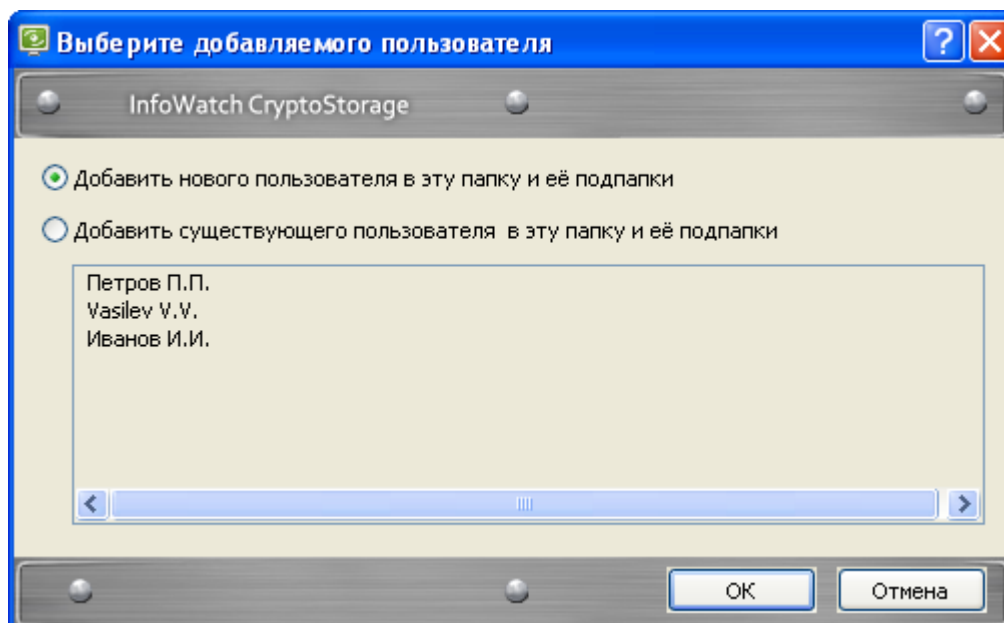 Выберите добавляемого пользователя
InfoWatch CryptoStorage
Добавить нового пользователя в эту папку и её подпапки
Добавить существующего пользователя в эту папку и её подпапки
Петров П.П.
Vasilev V.V.
Иванов И.И.
ОК
Отмена